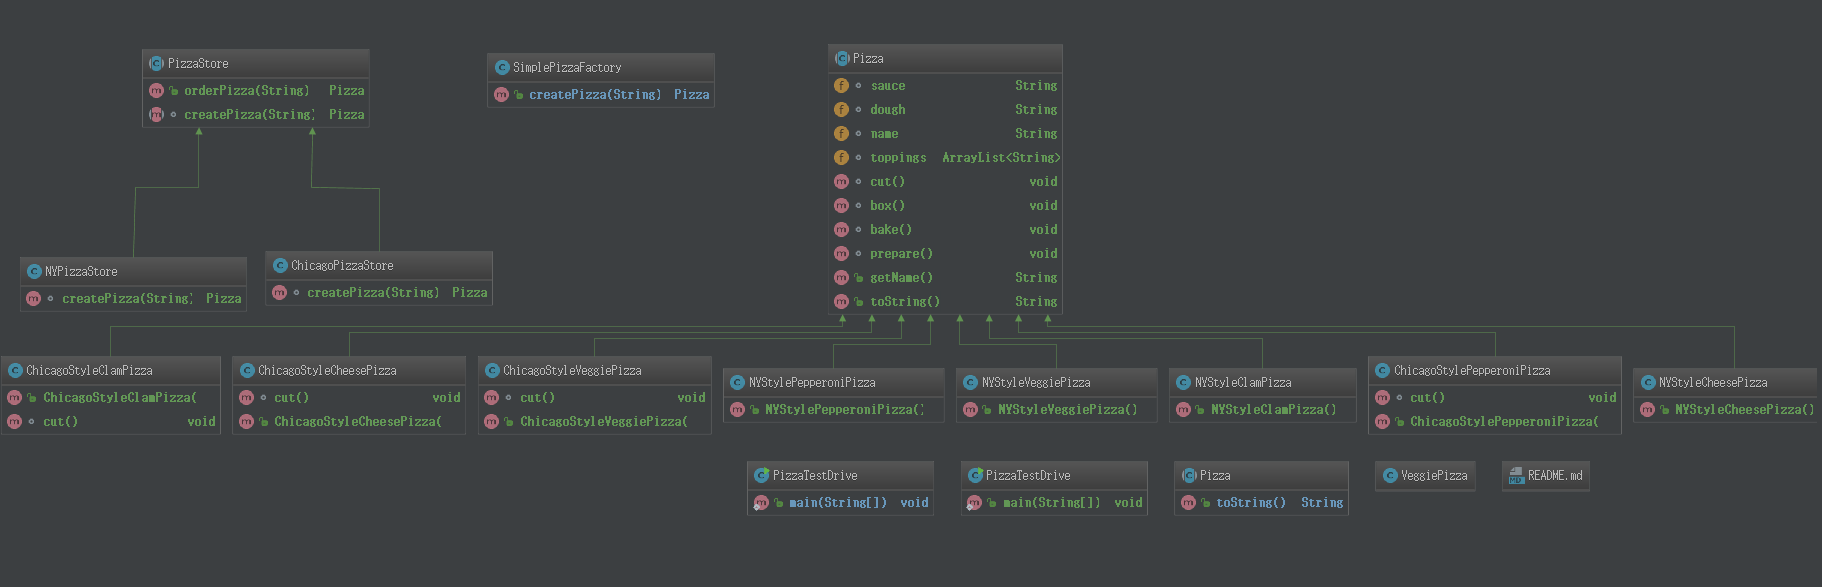 PizzaStore
orderPizza(String) Pizza
createPizza(String) Pizza
SimplePizzaFactory
createPizza(String) Pizza
Pizza
sauce String
dough String
name String
toppings ArrayList<String>
cut() void
box() void
bake() void
prepare() void
getName() String
toString() String
NYPizzaStore
createPizza(String) Pizza
ChicagoPizzaStore
createPizza(String) Pizza
ChicagoStyleClamPizza
ChicagoStyleClamPizza(
cut() void
ChicagoStyleCheesePizza
cut() void
ChicagoStyleCheesePizza(
ChicagoStyleVeggiePizza
cut() void
ChicagoStyleVeggiePizza(
NYStylePepperoniPizza
NYStylePepperoniPizza()
NYStyleVeggiePizza
NYStyleVeggiePizza()
NYStyleClamPizza
NYStyleClamPizza()
ChicagoStylePepperoniPizza
cut() void
ChicagoStylePepperoniPizza(
NYStyleCheesePizza
NYStyleCheesePizza()
PizzaTestDrive
main(String[]) void
PizzaTestDrive
main(String[]) void
Pizza
toString() String
VeggiePizza
README.md